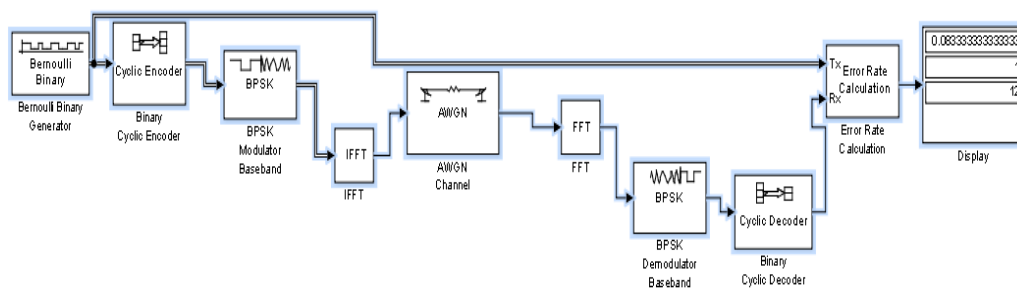 Bernoulli
Binary
Bernoulli Binary
Generator
Cyclic Encoder
Binary
Cyclic Encoder
BPSK
BPSK
Modulator
Baseband
IFFT
IFFT
AWGN
AWGN
Channel
FFT
FFT
BPSK
BPSK
Demodulator
Baseband
Cyclic Decoder
Binary
Cyclic Decoder
Tx
Rx
Error Rate
Calculation
Error Rate
Calculation
0.08333333333333
1
12
Display